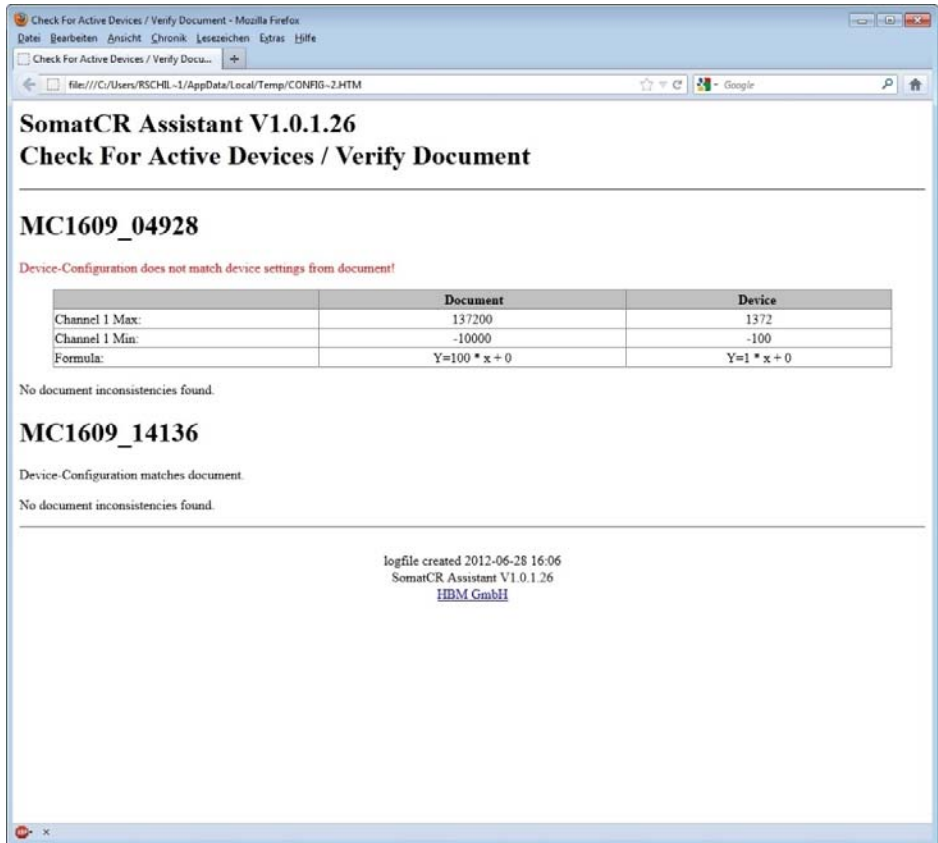 Check For Active Devices / Verify Document - Mozilla Firefox
Datei Bearbeiten Ansicht Chronik Lesezeichen Extras Hilfe
Check For Active Devices / Verify Docu...
file:///C:/Users/RSCHIL~1/AppData/Local/Temp/CONFIG~2.HTM Google
SomatCR Assistant V1.0.1.26
Check For Active Devices / Verify Document
MC1609_04928
Device-Configuration does not match device settings from document!
Document Device
Channel 1 Max: 137200 1372
Channel 1 Min: -10000 -100
Formula: Y=100 * x + 0 Y=1 * x + 0
No document inconsistencies found.
MC1609_14136
Device-Configuration matches document.
No document inconsistencies found.
logfile created 2012-06-28 16:06
SomatCR Assistant V1.0.1.26
HBM GmbH